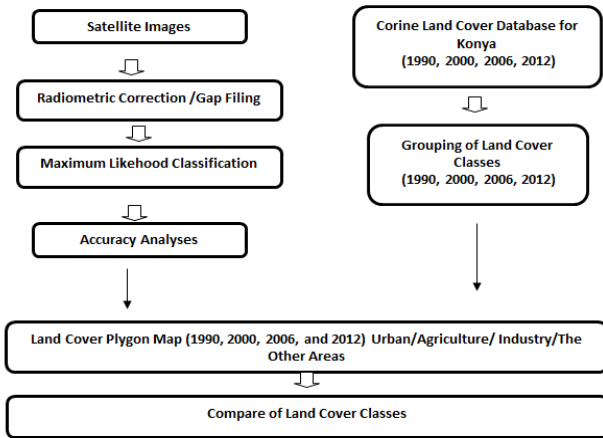 Satellite Images
Radiometric Correction /Gap Filing
Maximum Likehood Classification
Accuracy Analyses
Corine Land Cover Database for
Konya
(1990, 2000, 2006, 2012)
Grouping of Land Cover
Classes
(1990, 2000, 2006, 2012)
Land Cover Plygon Map (1990, 2000, 2006, and 2012) Urban/Agriculture/ Industry/The
Other Areas
Compare of Land Cover Classes